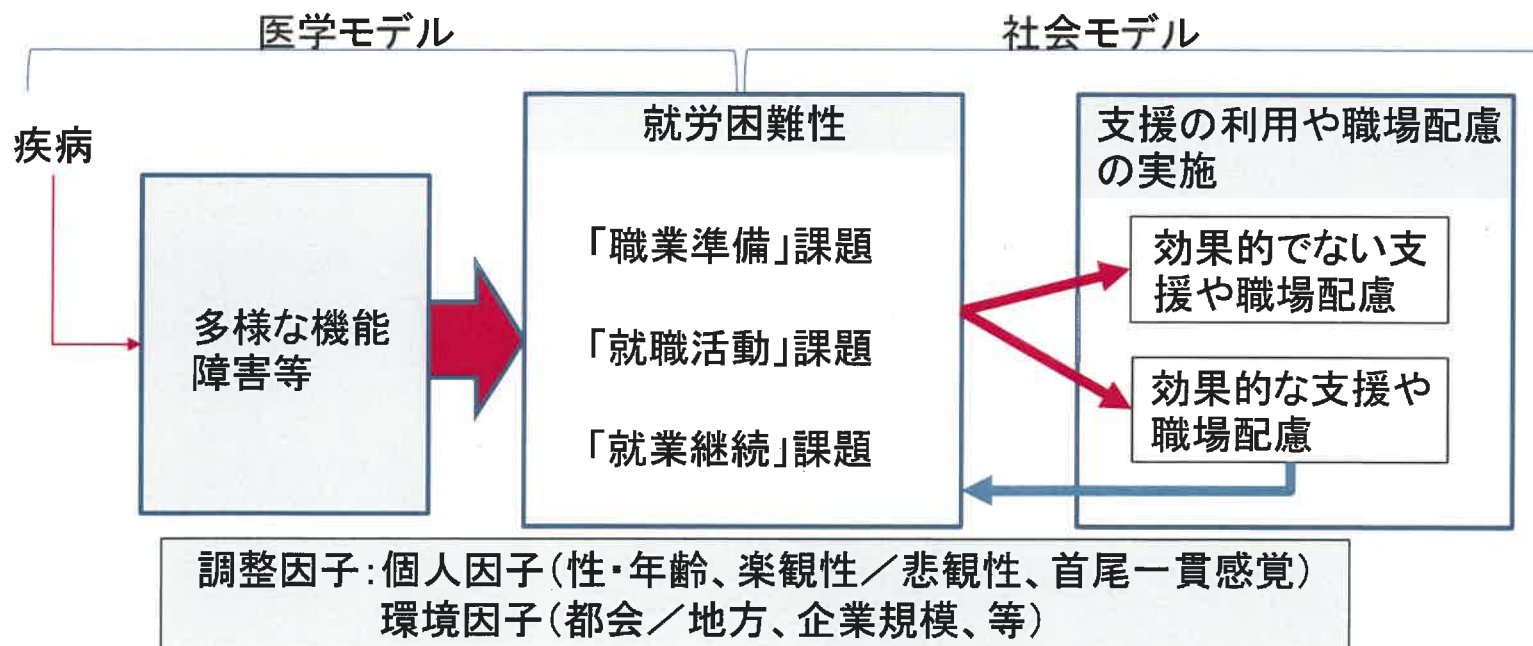 医学モデル
社会モデル
疾病
多様な機能
障害等
就労困難性
「職業準備」課題
「就職活動」課題
「就業継続」課題
支援の利用や職場配慮
の実施
効果的でない支
援や職場配慮
効果的な支援や
職場配慮
調整因子:個人因子(性・年齢、楽観性/悲観性、首尾一貫感覚)
環境因子(都会/地方、企業規模、等)